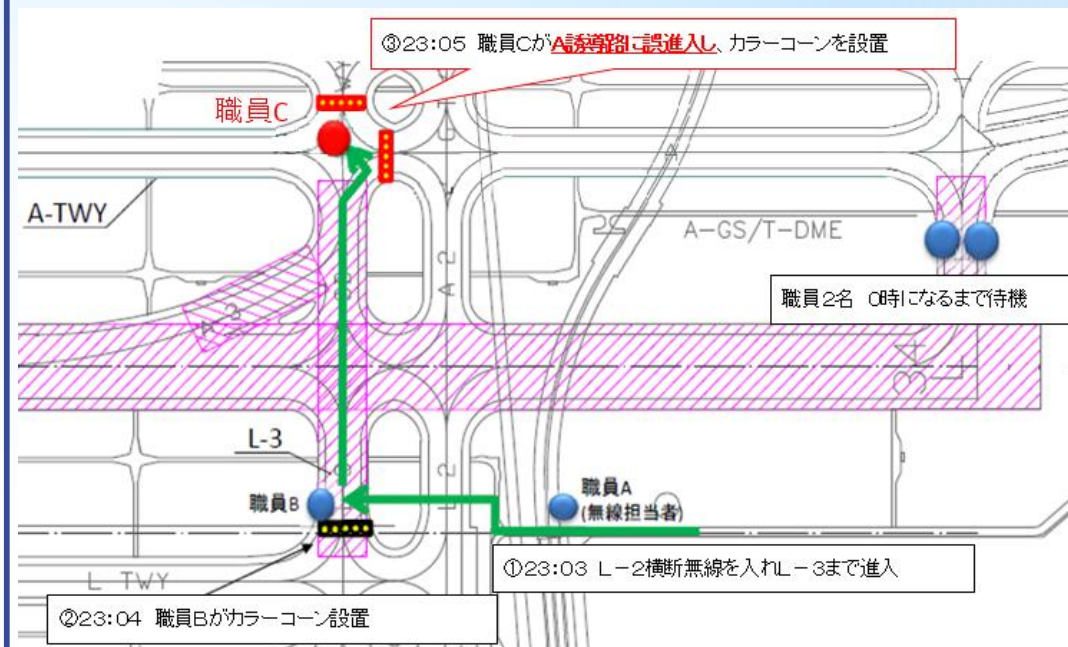 ③23:05 職員CがA誘導路に誤進入し、カラーコーンを設置
職員C
A-TWY
A-GS/T-DME
A 2
職員2名 0時になるまで待機
A 3
34
L
L-3
職員B
L 2
職員A
(無線担当者)
L TWY
①23:03 L-2横断無線を入れL-3まで進入
②23:04 職員Bがカラーコーン設置